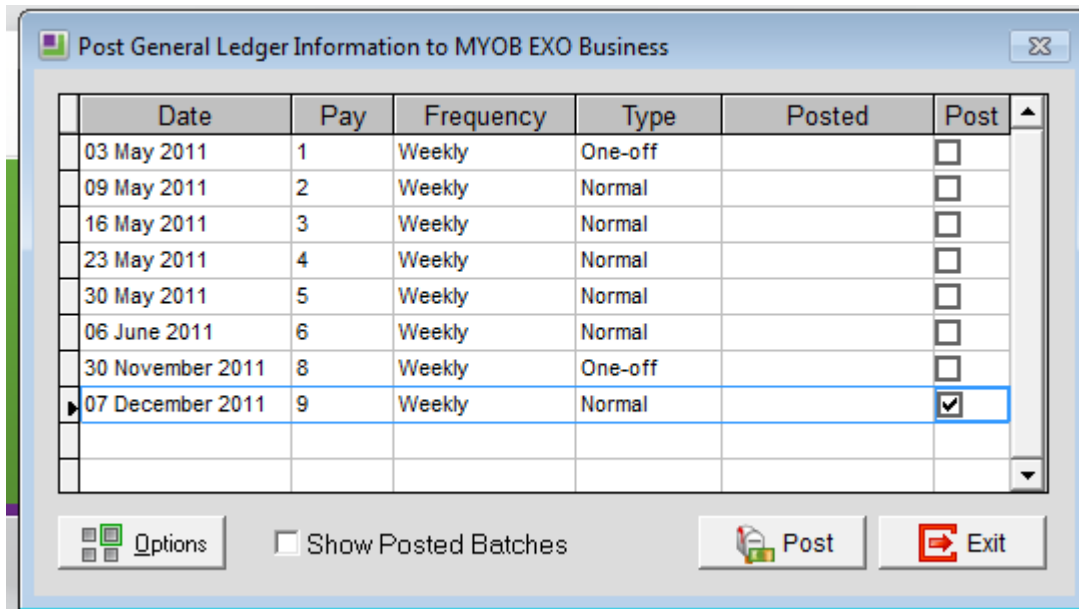 Post General Ledger Information to MYOB EXO Business
Date Pay Frequency Type Posted Post
03 May 2011 1 Weekly One-off
09 May 2011 2 Weekly Normal
16 May 2011 3 Weekly Normal
23 May 2011 4 Weekly Normal
30 May 2011 5 Weekly Normal
06 June 2011 6 Weekly Normal
30 November 2011 8 Weekly One-off
07 December 2011 9 Weekly Normal
Options Show Posted Batches Post Exit